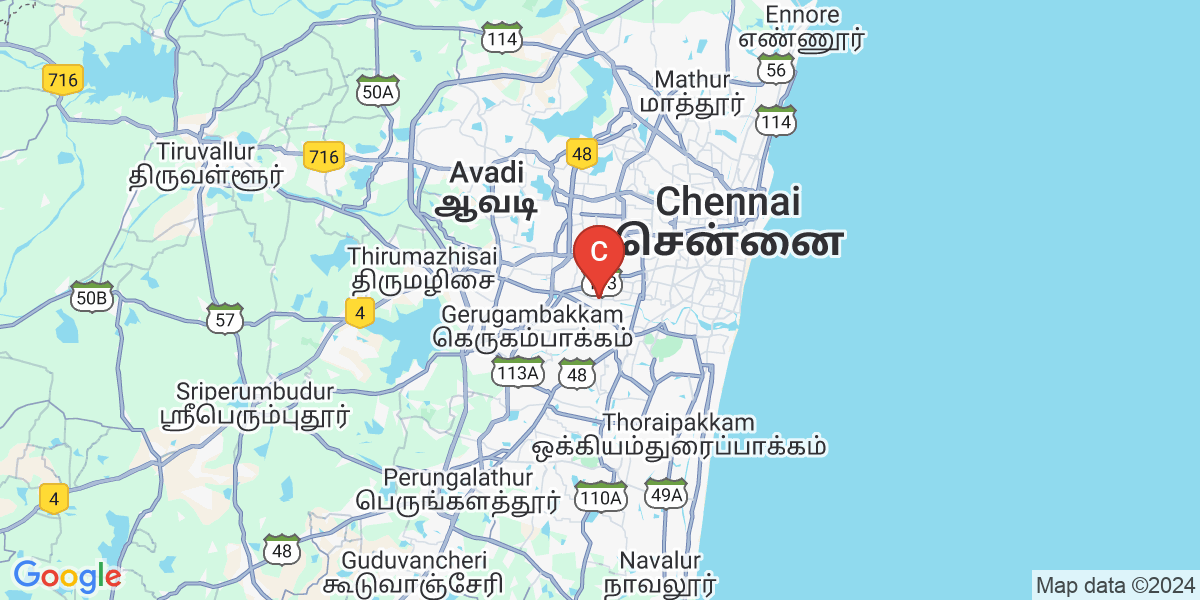 Ennore
எண்ணூர்
114
56
716
50A
Mathur
மாத்தூர்
114
Tiruvallur
திருவள்ளூர்
716
48
Avadi
ஆவடி
Chennai
சென்னை
C
Thirumazhisai
திருமழிசை
50B
57
4
Gerugambakkam
கெருகம்பாக்கம்
113A
48
Sriperumbudur
ஸ்ரீபெரும்புதூர்
Thoraipakkam
ஒக்கியம்துரைப்பாக்கம்
Perungalathur
பெருங்களத்தூர்
4
110A
49A
48
Guduvancheri
கூடுவாஞ்சேரி
Navalur
நாவலூர்
Google
Map data ©2024